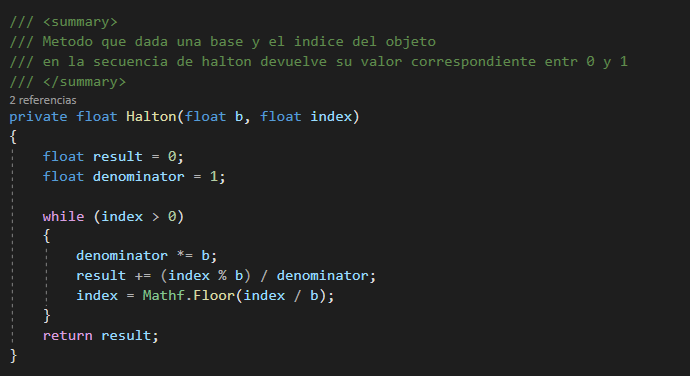 /// <summary>
/// Metodo que dada una base y el indice del objeto
/// en la secuencia de halton devuelve su valor correspondiente entr 0 y 1
/// </summary>
2 referencias
private float Halton(float b, float index)
{
    float result = 0;
    float denominator = 1;

    while (index > 0)
    {
        denominator *= b;
        result += (index % b) / denominator;
        index = Mathf.Floor(index / b);
    }
    return result;
}